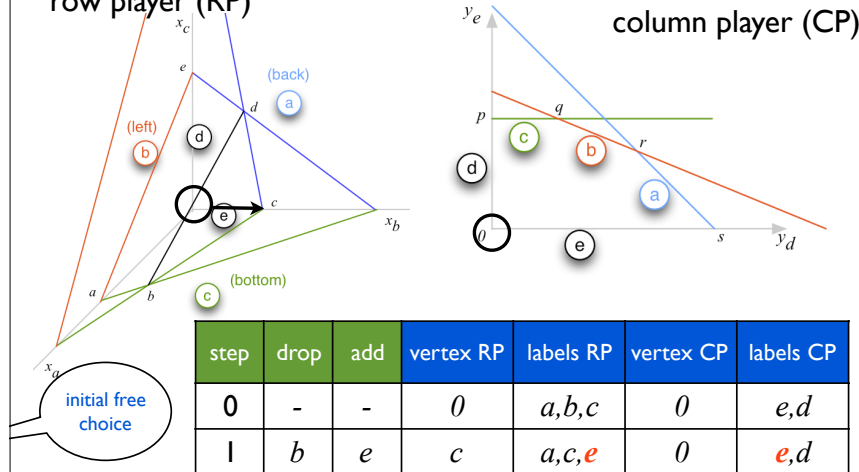 row player (RP)
column player (CP)
x_c
e
(back)
a
d
(left)
b
d
e
c
x_b
a
b
(bottom)
c
x_a
y_e
p
q
c
b
r
d
a
0
e
s
y_d
initial free
choice
step drop add vertex RP labels RP vertex CP labels CP
0 - - 0 a,b,c 0 e,d
1 b e c a,c,e 0 e,d